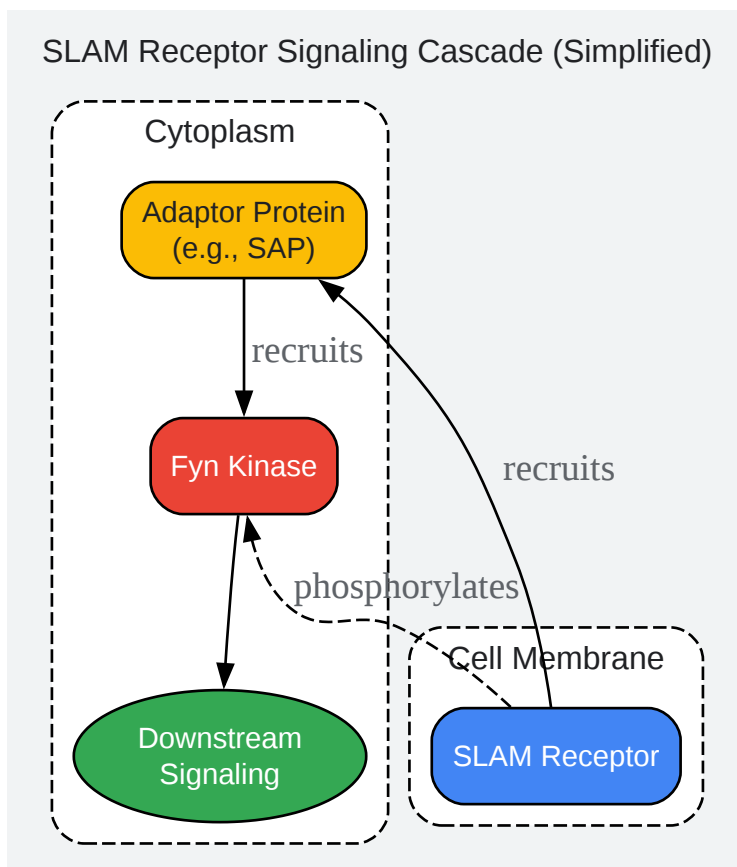 SLAM Receptor Signaling Cascade (Simplified)
Cytoplasm
Adaptor Protein
(e.g., SAP)
recruits
Fyn Kinase
recruits
phosphorylates
Cell Membrane
Downstream
Signaling
SLAM Receptor